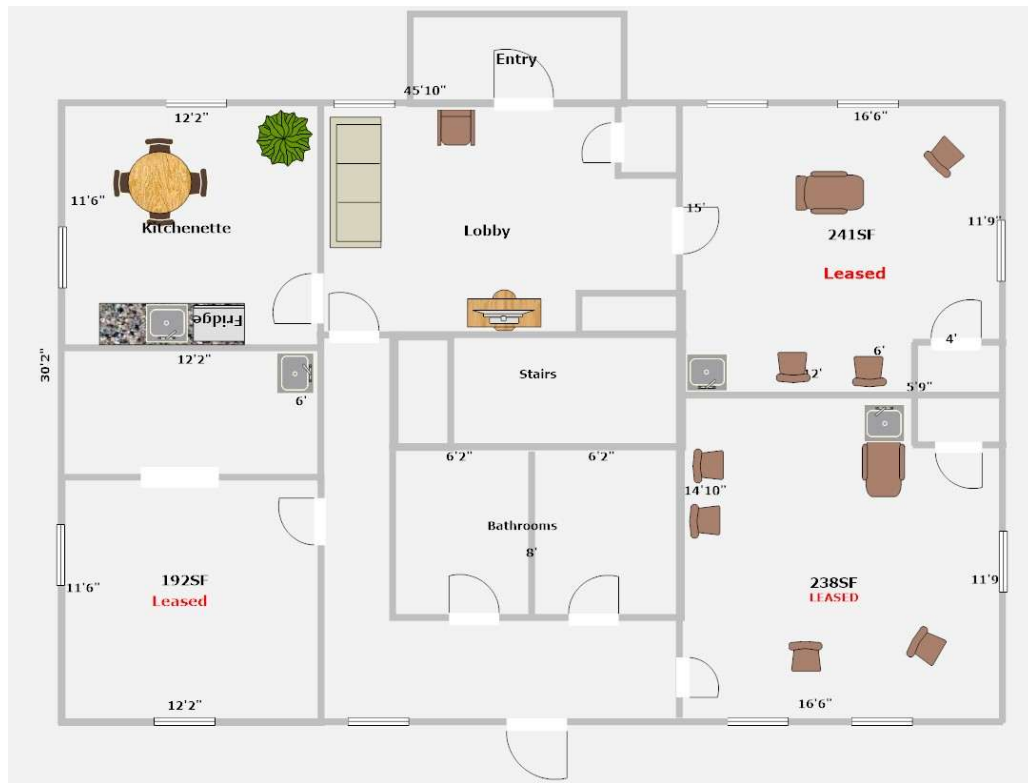 Entry
45'10"
12'2"
16'6"
11'6"
Kitchenette
Lobby
15'
241SF
11'9"
Leased
Fridge
12'2"
30'2"
6'
Stairs
12'
6'
4'
5'9"
6'2"
6'2"
14'10"
Bathrooms
8'
192SF
Leased
11'6"
238SF
LEASED
11'9
12'2"
16'6"